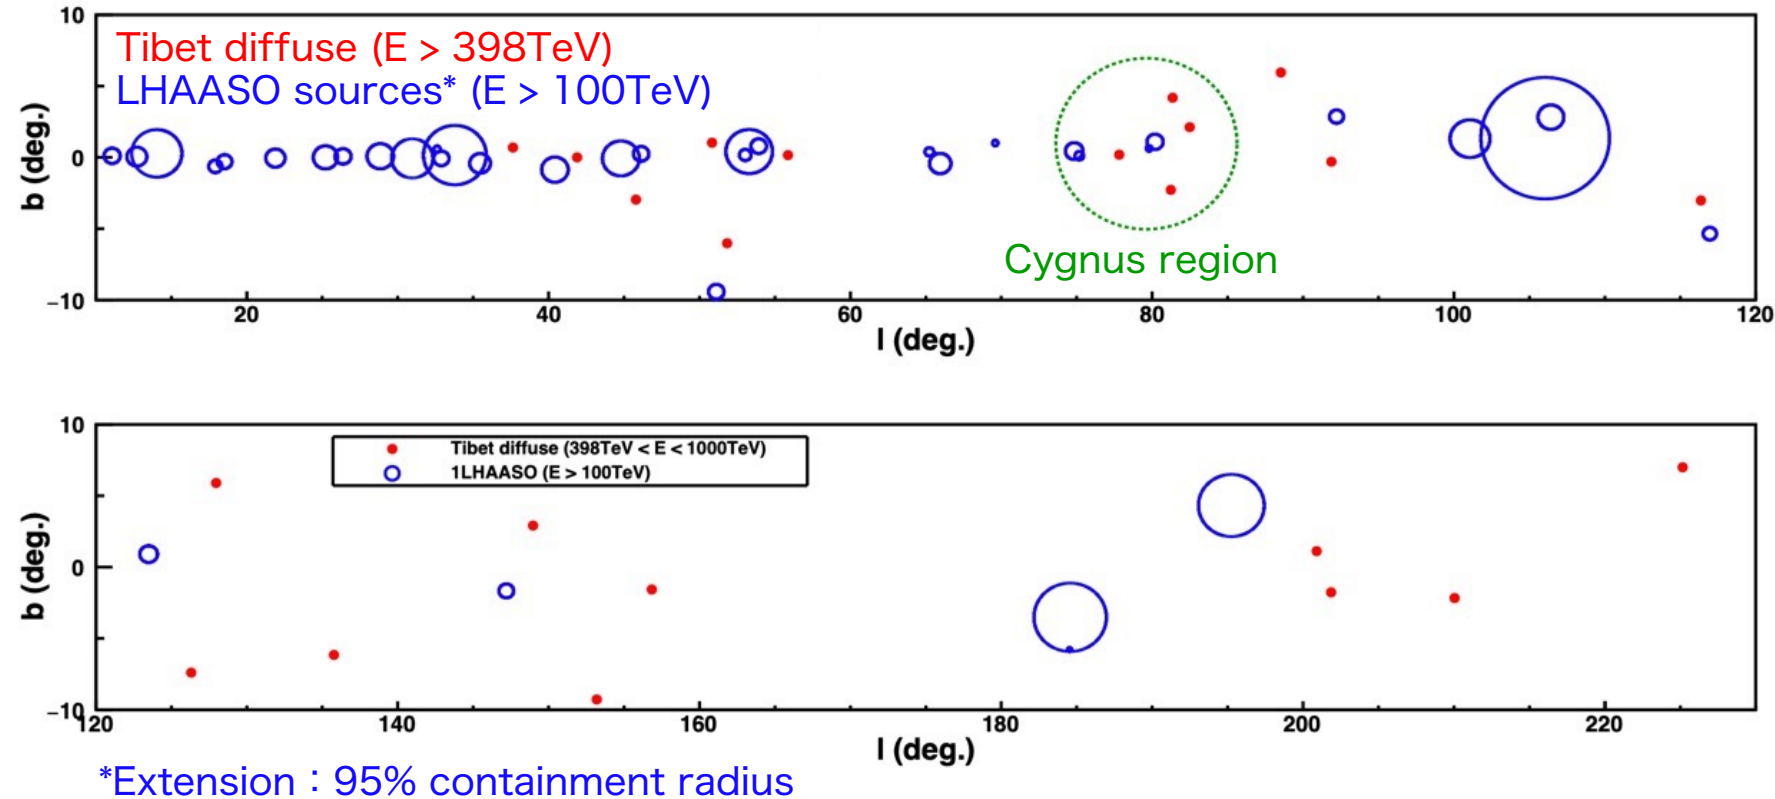 10
Tibet diffuse (E > 398TeV)
LHAASO sources* (E > 100TeV)
b (deg.)
0
Cygnus region
−10
20 40 60 80 100 120
l (deg.)
10
Tibet diffuse (398TeV < E < 1000TeV)
1LHAASO (E > 100TeV)
b (deg.)
0
−10
120 140 160 180 200 220
l (deg.)
*Extension : 95% containment radius